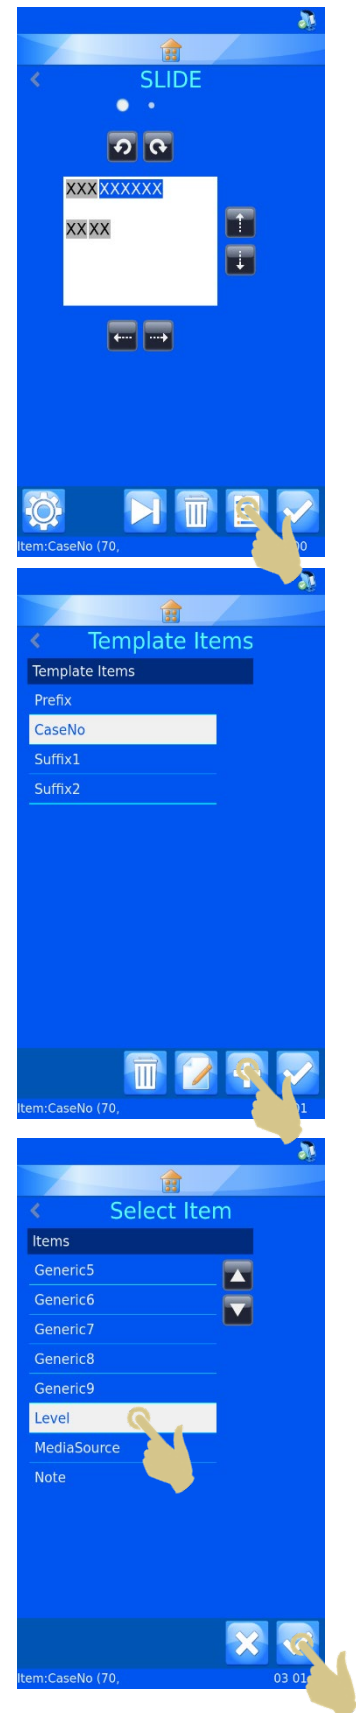 SLIDE
XXX XXXXXX
XX XX
Item:CaseNo (70,
Template Items
Template Items
Prefix
CaseNo
Suffix1
Suffix2
Item:CaseNo (70,
Select Item
Items
Generic5
Generic6
Generic7
Generic8
Generic9
Level
MediaSource
Note
Item:CaseNo (70, 03 01